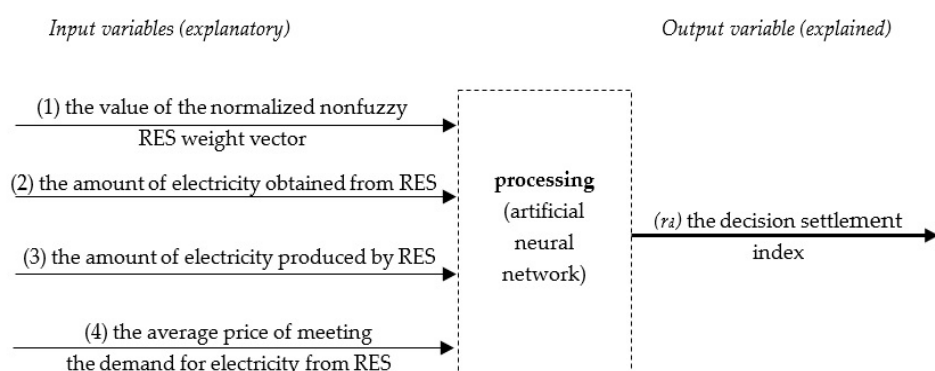 Input variables (explanatory)
Output variable (explained)
(1) the value of the normalized nonfuzzy
RES weight vector
(2) the amount of electricity obtained from RES
(3) the amount of electricity produced by RES
(4) the average price of meeting
the demand for electricity from RES
processing
(artificial
neural
network)
(rd) the decision settlement
index